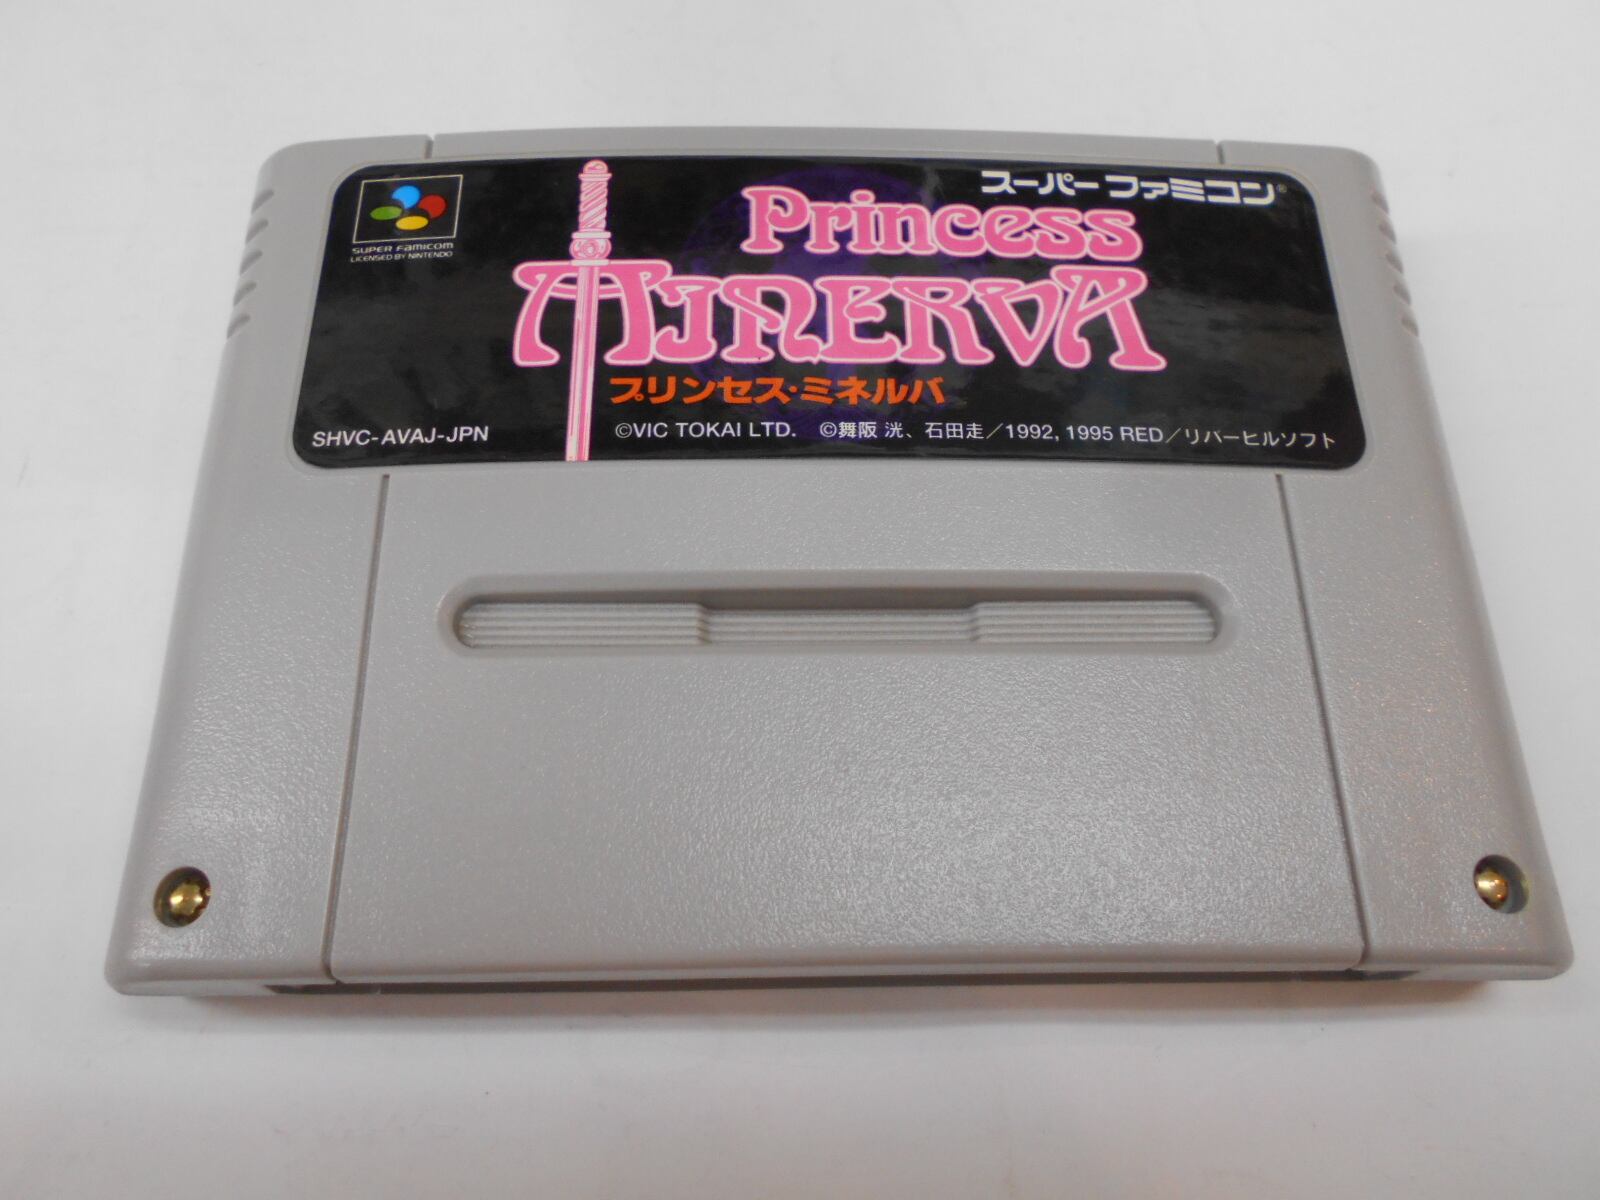 スーパーファミコン®
SUPER FAMICOM
LICENSED BY NINTENDO
Princess
MINERVA
プリンセス・ミネルバ
SHVC-AVAJ-JPN
©VIC TOKAI LTD. ©舞阪 洸、石田走／1992, 1995 RED／リバーヒルソフト